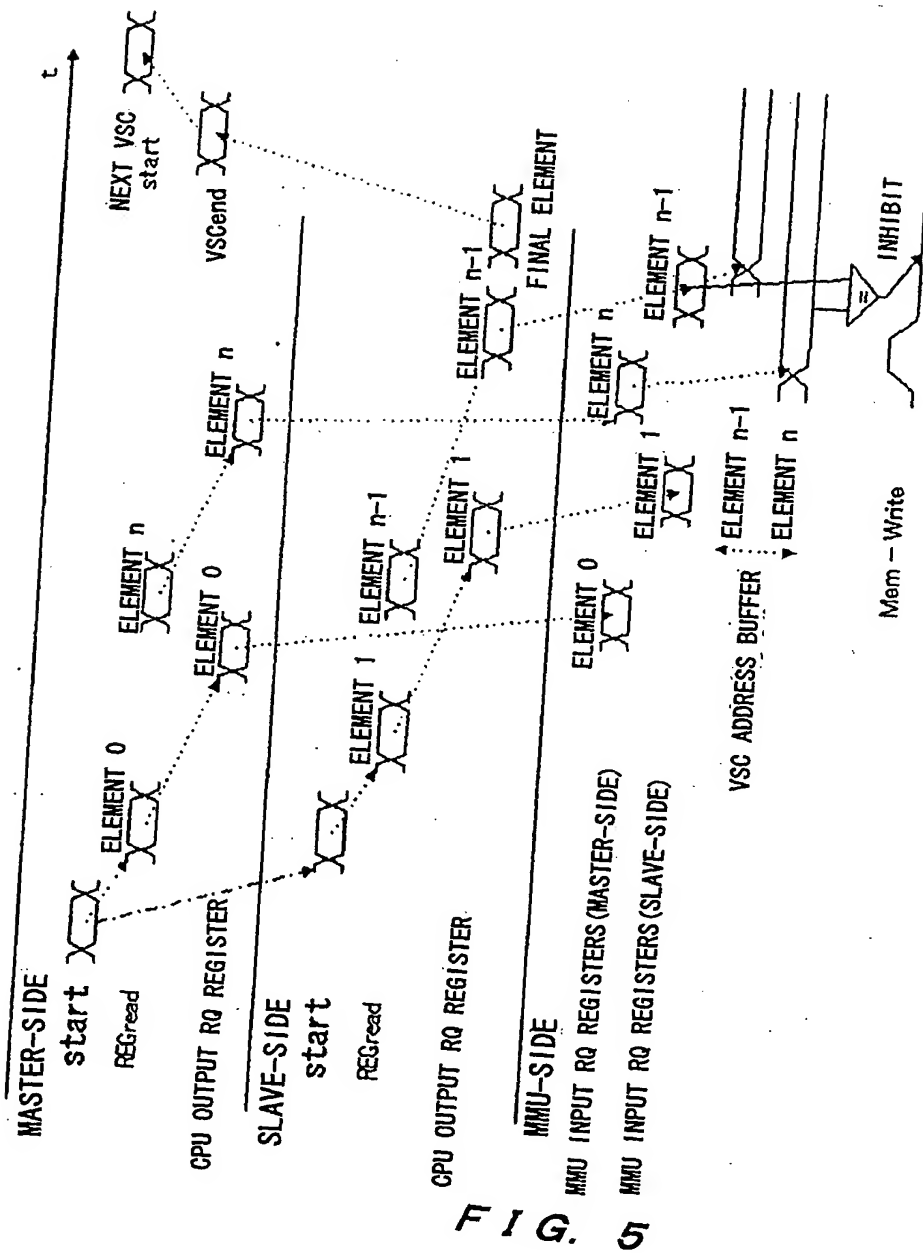 t
MASTER-SIDE
start
NEXT VSC
start
REGread
ELEMENT 0
ELEMENT n
VSCend
CPU OUTPUT RQ REGISTER
ELEMENT 0
ELEMENT n
SLAVE-SIDE
start
REGread
ELEMENT 1
ELEMENT n-1
CPU OUTPUT RQ REGISTER
ELEMENT 1
ELEMENT n-1
FINAL ELEMENT
MMU-SIDE
MMU INPUT RQ REGISTERS(MASTER-SIDE)
ELEMENT 0
ELEMENT n
MMU INPUT RQ REGISTERS(SLAVE-SIDE)
ELEMENT 1
ELEMENT n-1
VSC ADDRESS BUFFER
ELEMENT n-1
ELEMENT n
=
INHIBIT
Mem-Write
FIG. 5